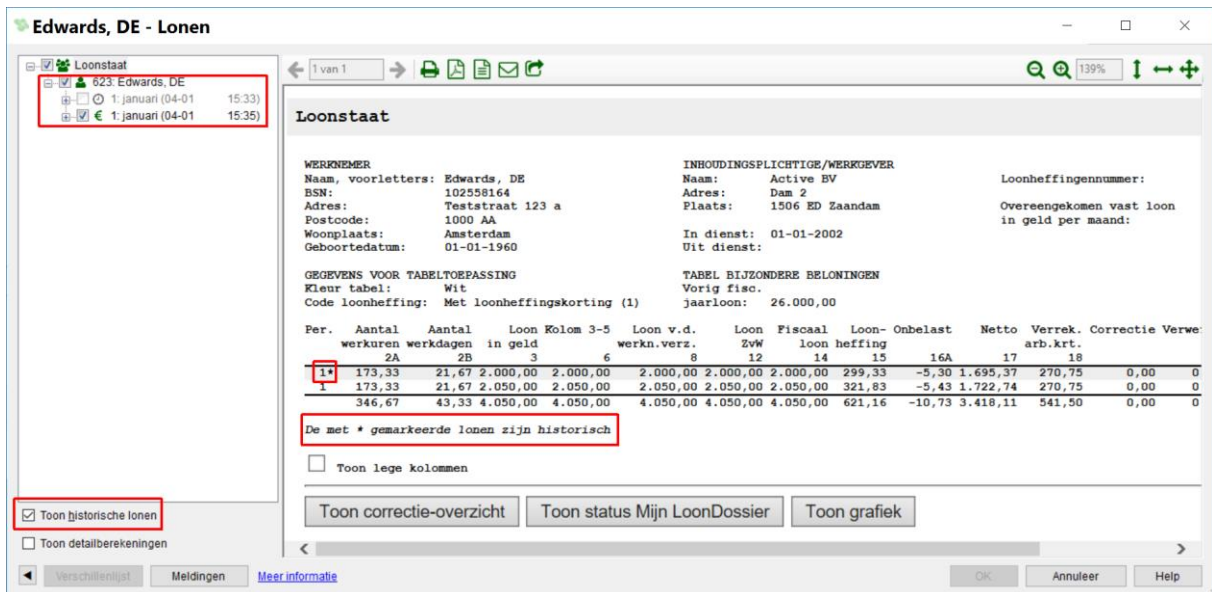 Edwards, DE - Lonen
Loonstaat
623: Edwards, DE
1: januari (04-01 15:33)
1: januari (04-01 15:35)
1 van 1
139%
Loonstaat
WERKNEMER INHOUDINGSPLICHTIGE/WERKGEVER
Naam, voorletters: Edwards, DE Naam: Active BV Loonheffingennummer:
BSN: 102558164 Adres: Dam 2
Adres: Teststraat 123 a Plaats: 1506 ED Zaandam Overeengekomen vast loon
Postcode: 1000 AA in geld per maand:
Woonplaats: Amsterdam In dienst: 01-01-2002
Geboortedatum: 01-01-1960 Uit dienst:
GEGEVENS VOOR TABELTOEPASSING TABEL BIJZONDERE BELONINGEN
Kleur tabel: Wit Vorig fisc.
Code loonheffing: Met loonheffingskorting (1) jaarloon: 26.000,00
Per. Aantal Aantal Loon Kolom 3-5 Loon v.d. Loon Fiscaal Loon- Onbelast Netto Verrek. Correctie Verwe
werkuren werkdagen in geld werkn.verz. ZvW loon heffing arb.krt.
2A 2B 3 6 8 12 14 15 16A 17 18
1* 173,33 21,67 2.000,00 2.000,00 2.000,00 2.000,00 2.000,00 299,33 -5,30 1.695,37 270,75 0,00 0
1 173,33 21,67 2.050,00 2.050,00 2.050,00 2.050,00 2.050,00 321,83 -5,43 1.722,74 270,75 0,00 0
346,67 43,33 4.050,00 4.050,00 4.050,00 4.050,00 4.050,00 621,16 -10,73 3.418,11 541,50 0,00 0
De met * gemarkeerde lonen zijn historisch
Toon lege kolommen
Toon correctie-overzicht Toon status Mijn LoonDossier Toon grafiek
Toon historische lonen
Toon detailberekeningen
Verschillenlijst Meldingen Meer informatie OK Annuleer Help